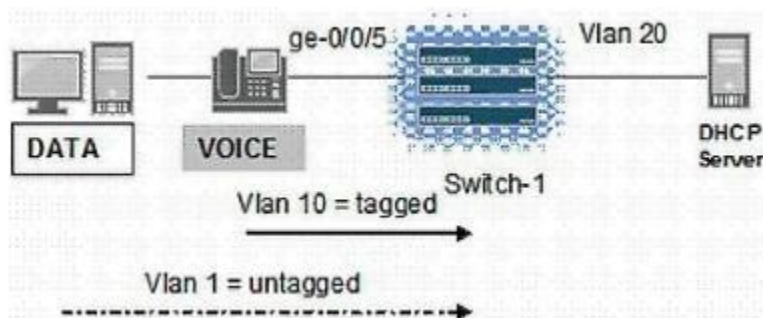 ge-0/0/5
Vlan 20
DATA
VOICE
DHCP
Server
Switch-1
Vlan 10 = tagged
Vlan 1 = untagged